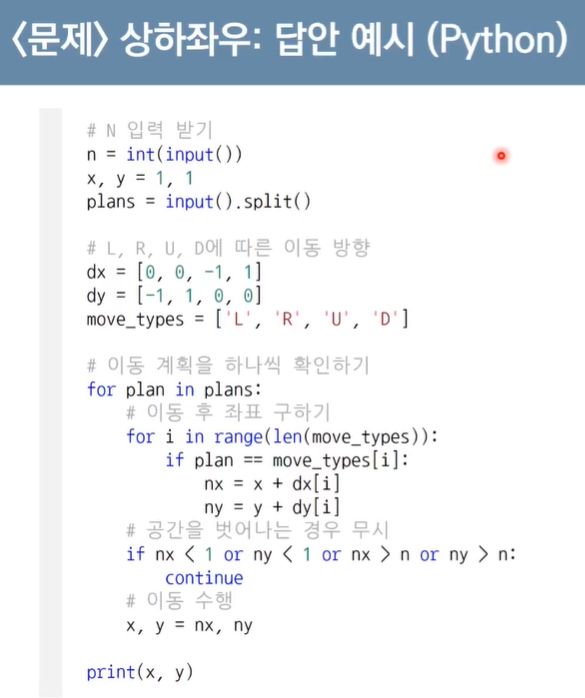 <문제> 상하좌우: 답안 예시 (Python)
# N 입력 받기
n = int(input())
x, y = 1, 1
plans = input().split()
# L, R, U, D에 따른 이동 방향
dx = [0, 0, -1, 1]
dy = [-1, 1, 0, 0]
move_types = ['L', 'R', 'U', 'D']
# 이동 계획을 하나씩 확인하기
for plan in plans:
    # 이동 후 좌표 구하기
    for i in range(len(move_types)):
        if plan == move_types[i]:
            nx = x + dx[i]
            ny = y + dy[i]
    # 공간을 벗어나는 경우 무시
    if nx < 1 or ny < 1 or nx > n or ny > n:
        continue
    # 이동 수행
    x, y = nx, ny
print(x, y)